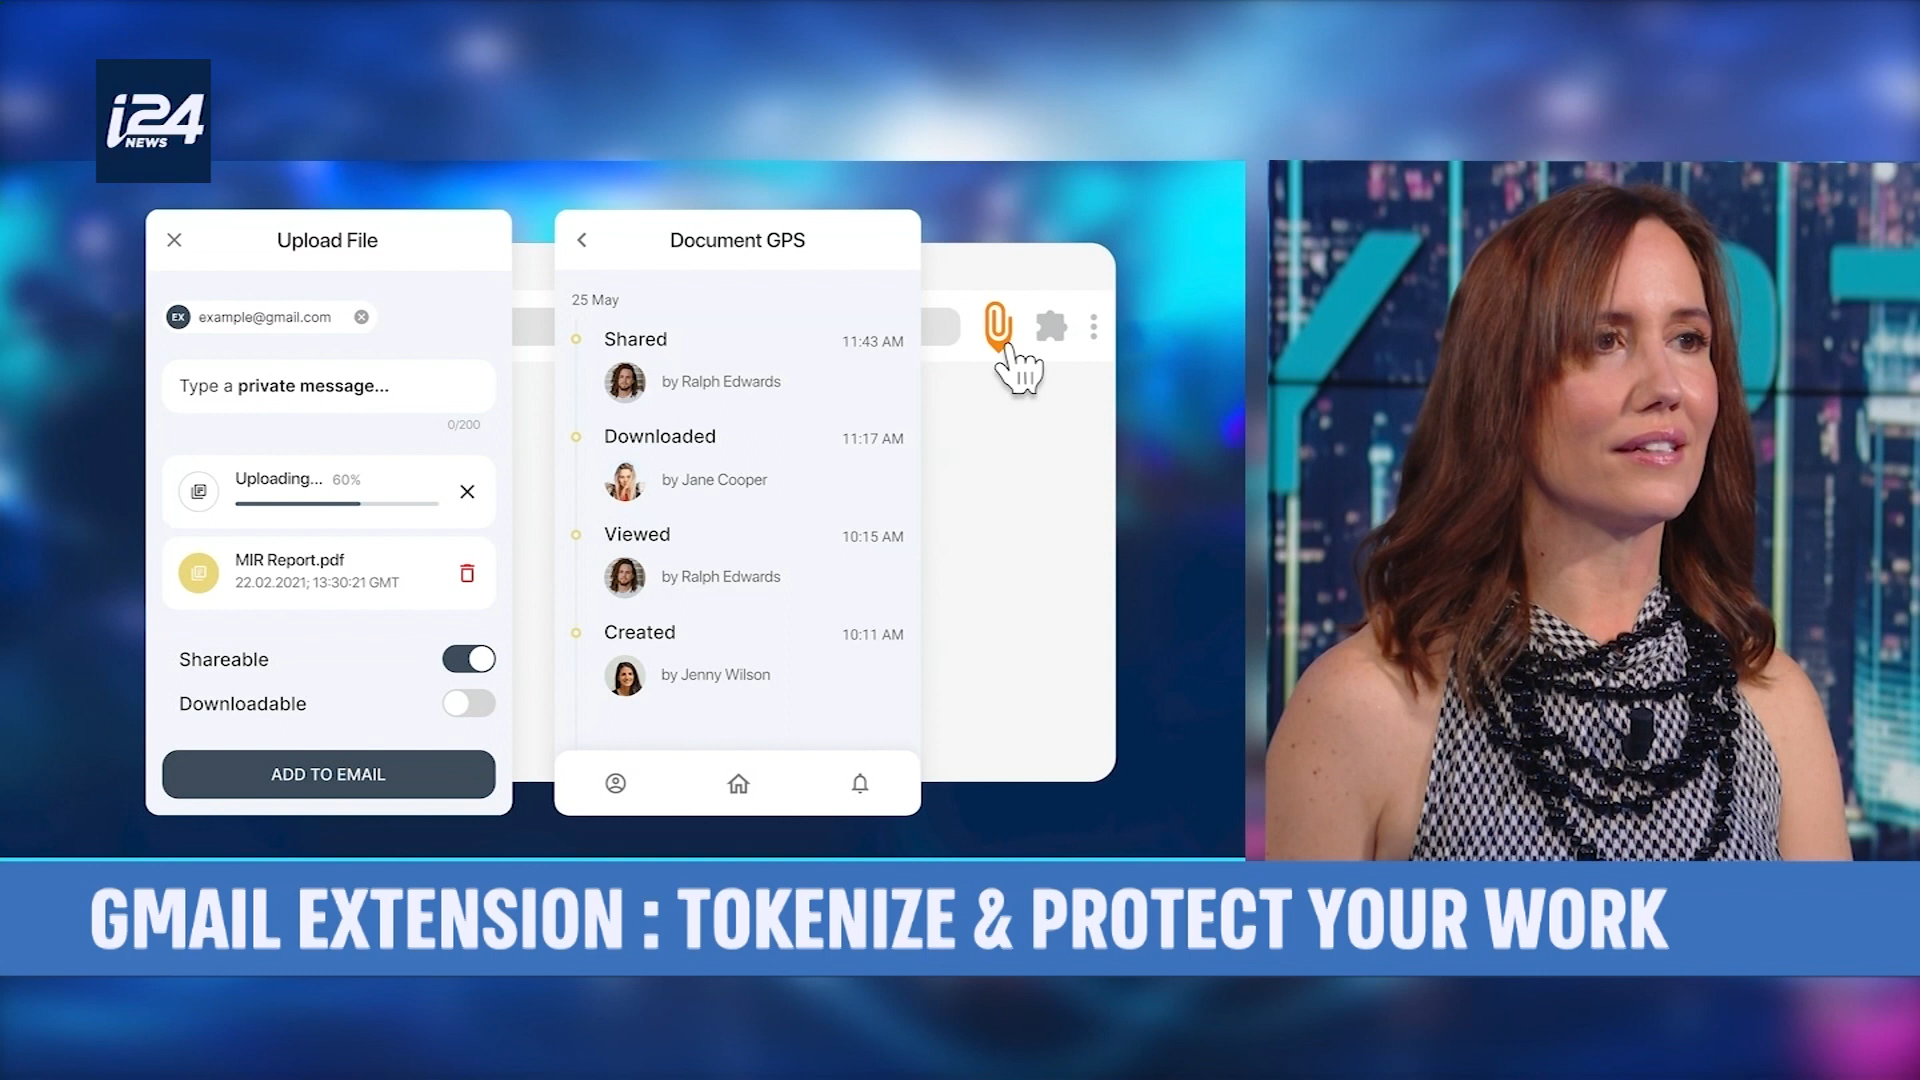 i24
NEWS
Upload File
EX example@gmail.com
Type a private message...
0/200
Uploading... 60%
MIR Report.pdf
22.02.2021; 13:30:21 GMT
Shareable
Downloadable
ADD TO EMAIL
Document GPS
25 May
Shared 11:43 AM
by Ralph Edwards
Downloaded 11:17 AM
by Jane Cooper
Viewed 10:15 AM
by Ralph Edwards
Created 10:11 AM
by Jenny Wilson
GMAIL EXTENSION : TOKENIZE & PROTECT YOUR WORK